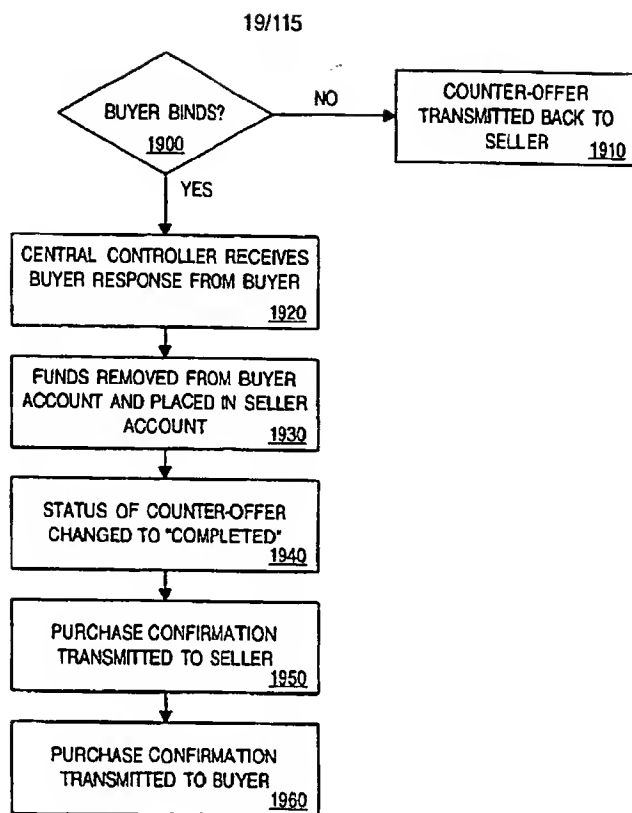 19/115
BUYER BINDS?
1900
NO
COUNTER-OFFER
TRANSMITTED BACK TO
SELLER
1910
YES
CENTRAL CONTROLLER RECEIVES
BUYER RESPONSE FROM BUYER
1920
FUNDS REMOVED FROM BUYER
ACCOUNT AND PLACED IN SELLER
ACCOUNT
1930
STATUS OF COUNTER-OFFER
CHANGED TO "COMPLETED"
1940
PURCHASE CONFIRMATION
TRANSMITTED TO SELLER
1950
PURCHASE CONFIRMATION
TRANSMITTED TO BUYER
1960